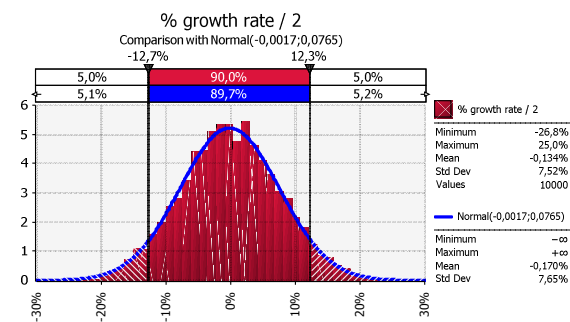 % growth rate / 2
Comparison with Normal(-0,0017;0,0765)
-12,7% 12,3%
5,0% 90,0% 5,0%
5,1% 89,7% 5,2%
6
5
4
3
2
1
0
-30%
-20%
-10%
0%
10%
20%
30%
% growth rate / 2
Minimum -26,8%
Maximum 25,0%
Mean -0,134%
Std Dev 7,52%
Values 10000
Normal(-0,0017;0,0765)
Minimum −∞
Maximum +∞
Mean -0,170%
Std Dev 7,65%